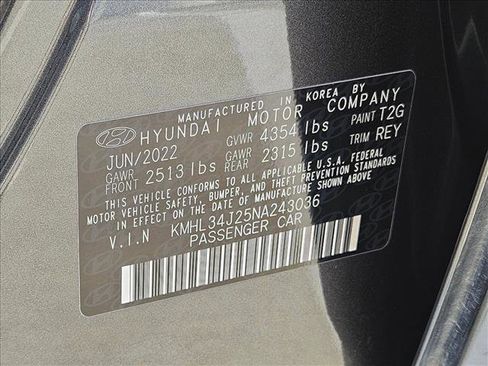 MANUFACTURED IN KOREA BY
HYUNDAI MOTOR COMPANY
JUN/2022 GVWR 4354 lbs PAINT T2G
GAWR FRONT 2513 lbs GAWR REAR 2315 lbs TRIM REY
THIS VEHICLE CONFORMS TO ALL APPLICABLE U.S.A. FEDERAL
MOTOR VEHICLE SAFETY, BUMPER, AND THEFT PREVENTION STANDARDS
IN EFFECT ON THE DATE OF MANUFACTURE SHOWN ABOVE.
V.I.N KMHL34J25NA243036
PASSENGER CAR